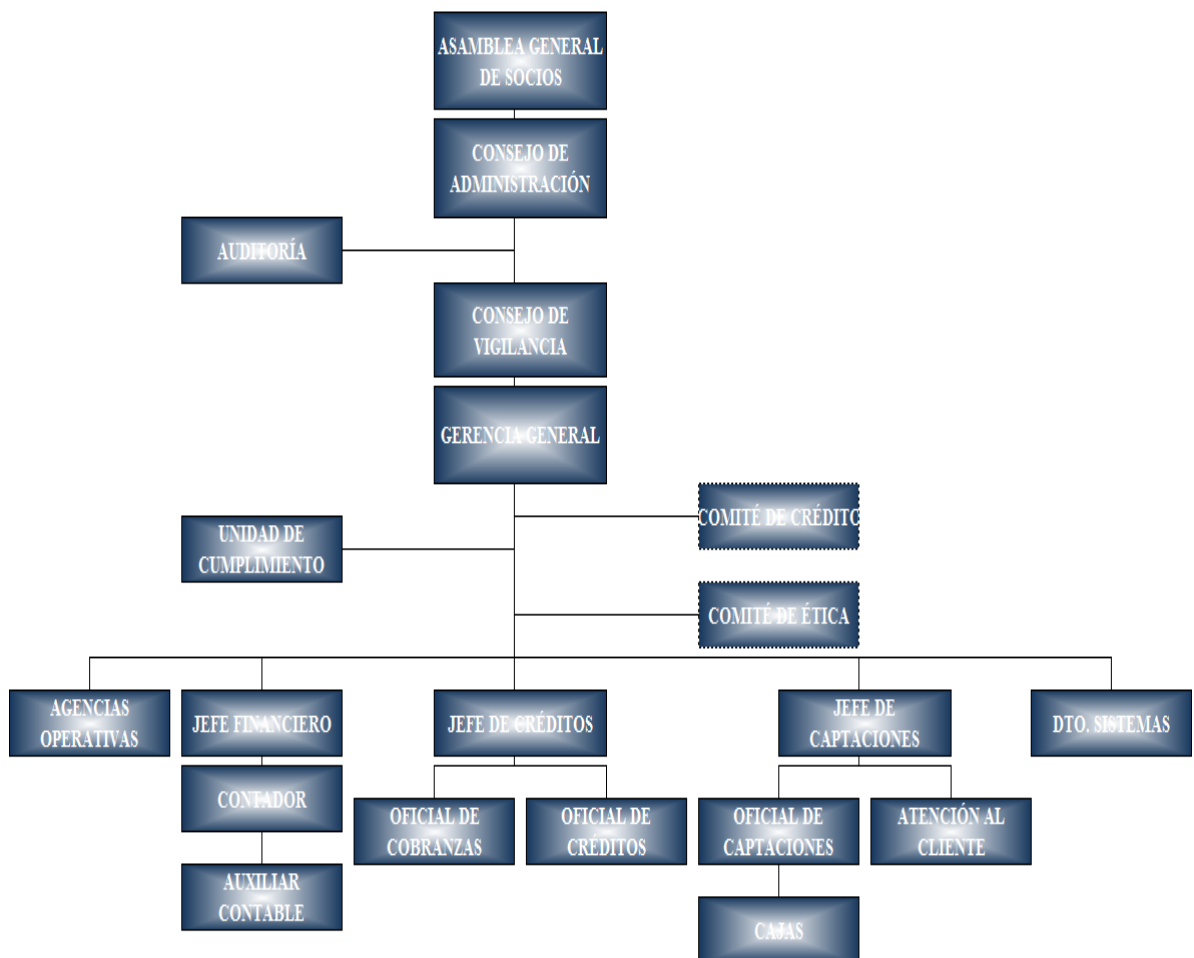 ASAMBLEA GENERAL
DE SOCIOS
CONSEJO DE
ADMINISTRACIÓN
AUDITORÍA
CONSEJO DE
VIGILANCIA
GERENCIA GENERAL
COMITÉ DE CRÉDITO
UNIDAD DE
CUMPLIMIENTO
COMITÉ DE ÉTICA
AGENCIAS
OPERATIVAS
JEFE FINANCIERO
JEFE DE CRÉDITOS
JEFE DE
CAPTACIONES
DTO. SISTEMAS
CONTADOR
OFICIAL DE
COBRANZAS
OFICIAL DE
CRÉDITOS
OFICIAL DE
CAPTACIONES
ATENCIÓN AL
CLIENTE
AUXILIAR
CONTABLE
CAJAS